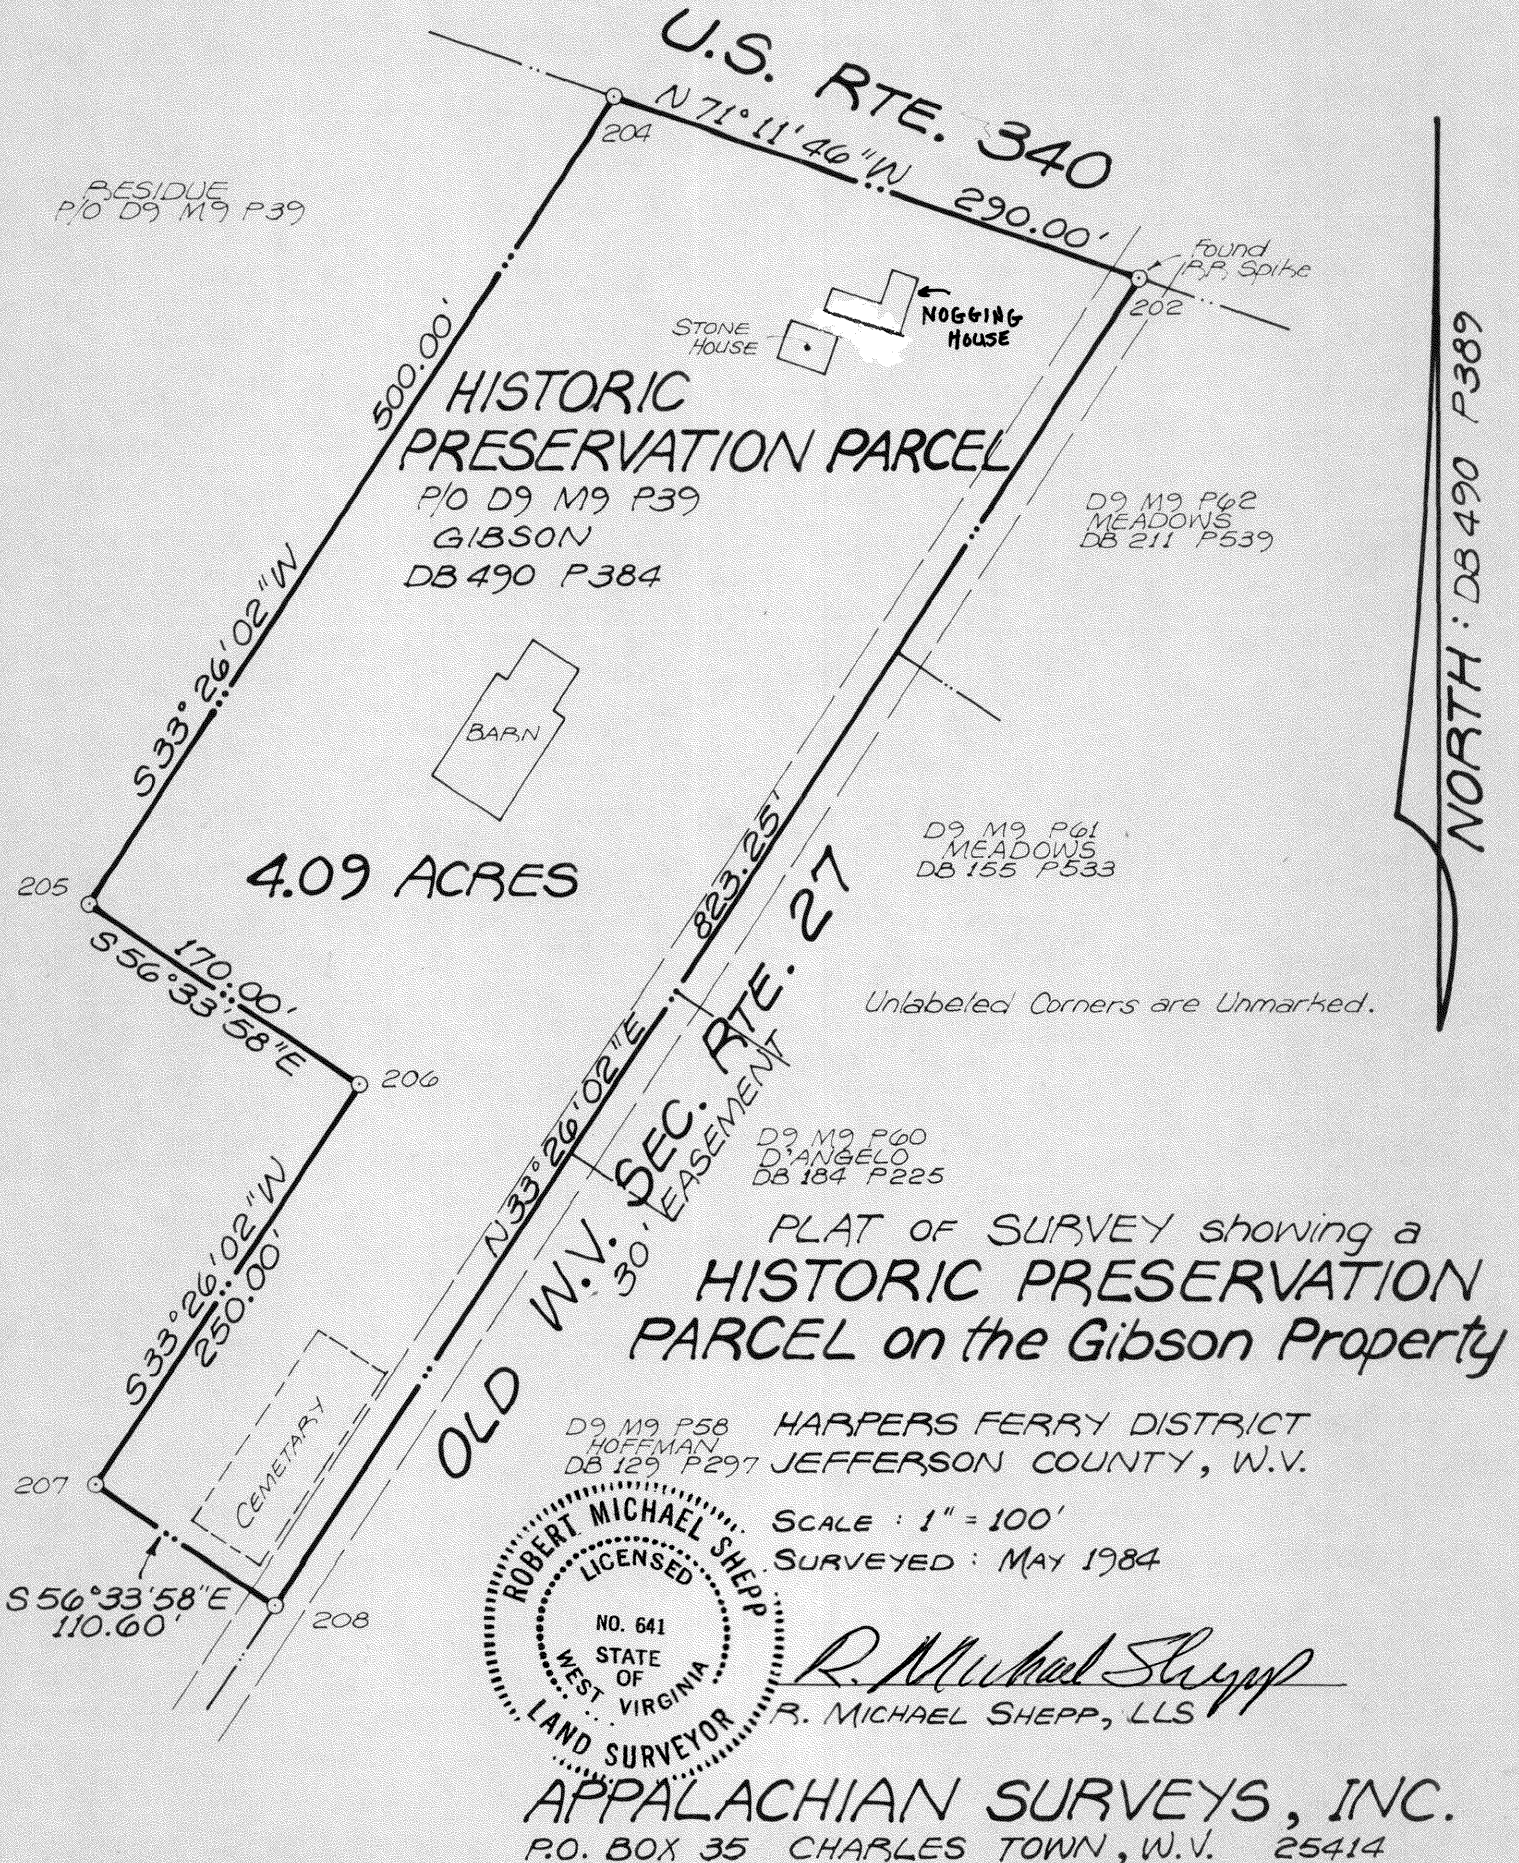 U.S. RTE. 340
N 71° 11' 46" W
290.00'
204
RESIDUE
P/O D9 M9 P39
Found
R.R. Spike
202
NOGGING
HOUSE
STONE
HOUSE
500.00'
S 33° 26' 02" W
HISTORIC
PRESERVATION PARCEL
P/O D9 M9 P39
GIBSON
DB 490 P384
D9 M9 P62
MEADOWS
DB 211 P539
NORTH : DB 490 P389
BARN
4.09 ACRES
205
170.00'
S 56° 33' 58" E
206
823.25'
N 33° 26' 02" E
D9 M9 P61
MEADOWS
DB 155 P533
OLD W.V. SEC. RTE. 27
30' EASEMENT
Unlabeled Corners are Unmarked.
D9 M9 P60
D'ANGELO
DB 184 P225
S 33° 26' 02" W
250.00'
CEMETARY
207
S 56° 33' 58" E
110.60'
208
PLAT OF SURVEY showing a
HISTORIC PRESERVATION
PARCEL on the Gibson Property
D9 M9 P58
HOFFMAN
DB 129 P297
HARPERS FERRY DISTRICT
JEFFERSON COUNTY, W.V.
SCALE : 1" = 100'
SURVEYED : MAY 1984
ROBERT MICHAEL SHEPP
LICENSED
NO. 641
STATE
OF
WEST VIRGINIA
LAND SURVEYOR
R. Michael Shepp
R. MICHAEL SHEPP, LLS
APPALACHIAN SURVEYS, INC.
P.O. BOX 35 CHARLES TOWN, W.V. 25414